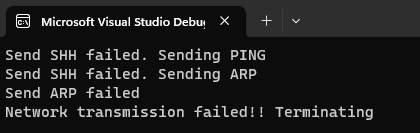 Microsoft Visual Studio Debu
Send SHH failed. Sending PING
Send SHH failed. Sending ARP
Send ARP failed
Network transmission failed!! Terminating